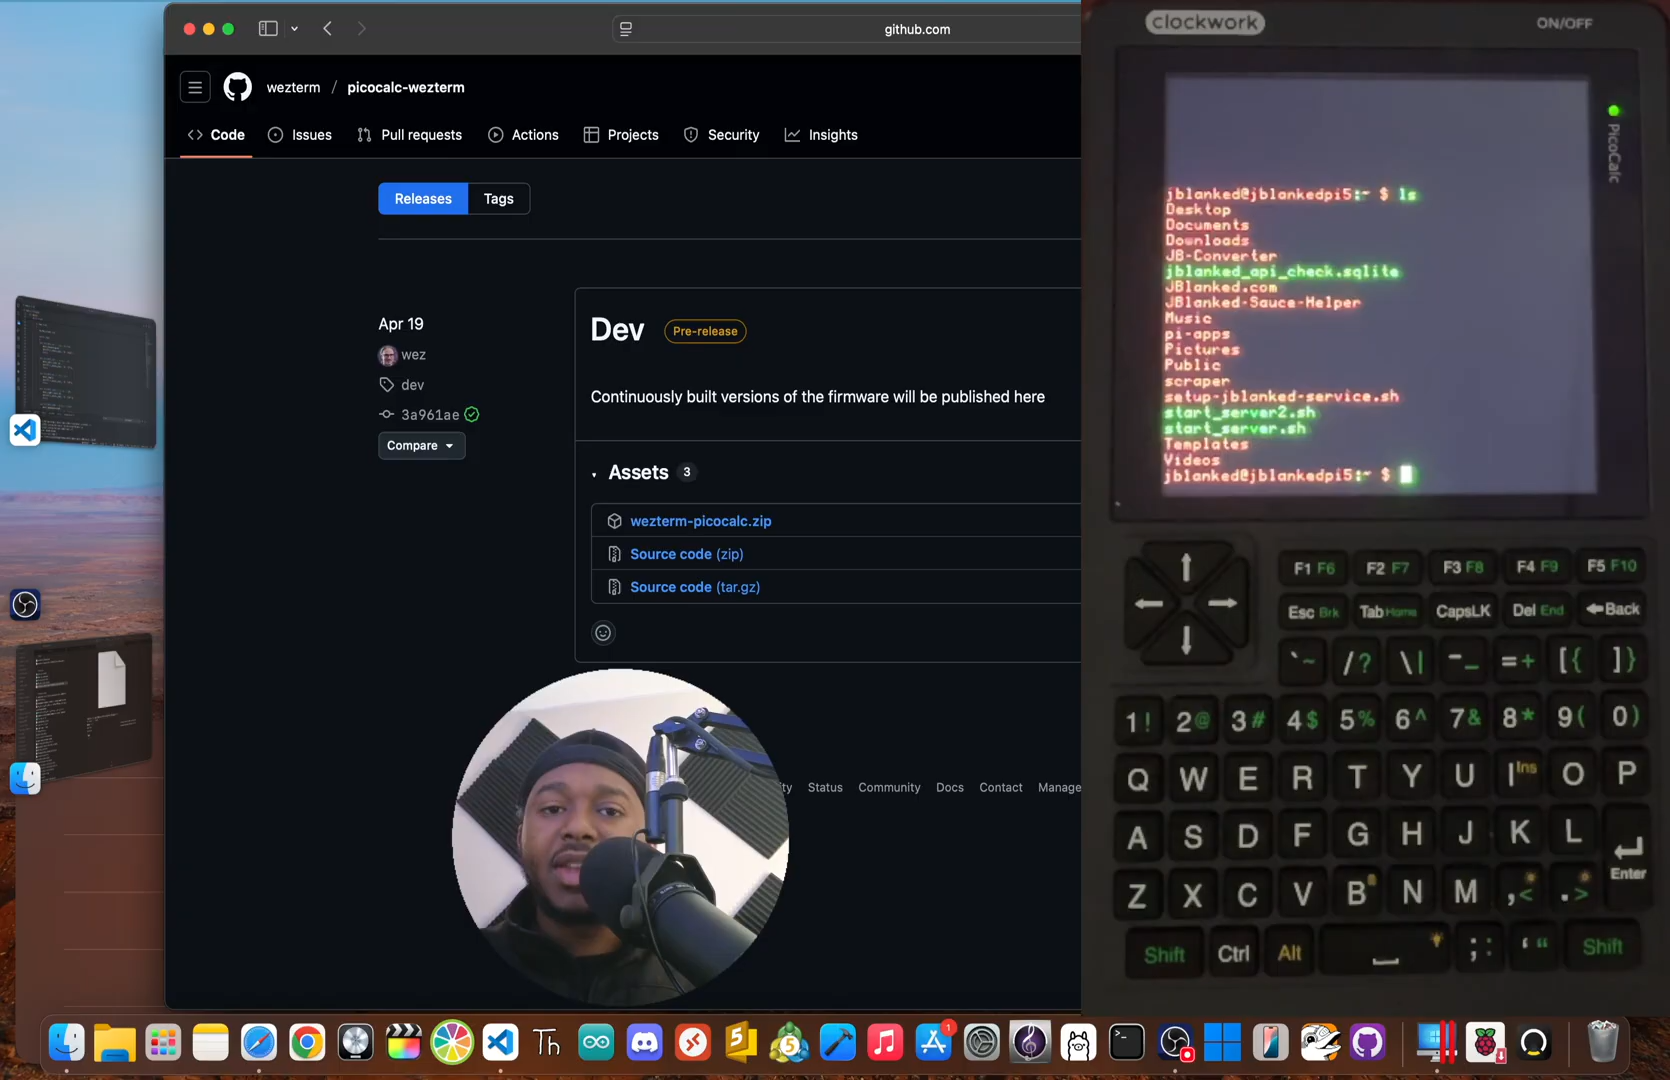 github.com
wezterm / picocalc-wezterm
Code Issues Pull requests Actions Projects Security Insights
Releases Tags
Apr 19
wez
dev
3a961ae
Compare
Dev Pre-release
Continuously built versions of the firmware will be published here
Assets 3
wezterm-picocalc.zip
Source code (zip)
Source code (tar.gz)
ty Status Community Docs Contact Manage
clockwork
ON/OFF
PicoCalc
jblanked@jblankedpi5:~ $ ls
Desktop
Documents
Downloads
JB-Converter
jblanked_api_check.sqlite
JBlanked.com
JBlanked-Sauce-Helper
Music
pi-apps
Pictures
Public
scraper
setup-jblanked-service.sh
start_server2.sh
start_server.sh
Templates
Videos
jblanked@jblankedpi5:~ $
F1 F6 F2 F7 F3 F8 F4 F9 F5 F10
Esc Brk Tab Home CapsLK Del End Back
`~ /? \| -_ =+ [{ ]}
1! 2@ 3# 4$ 5% 6^ 7& 8* 9( 0)
Q W E R T Y U I Ins O P
A S D F G H J K L
Enter
Z X C V B N M ,< .>
Shift Ctrl Alt ;: '" Shift